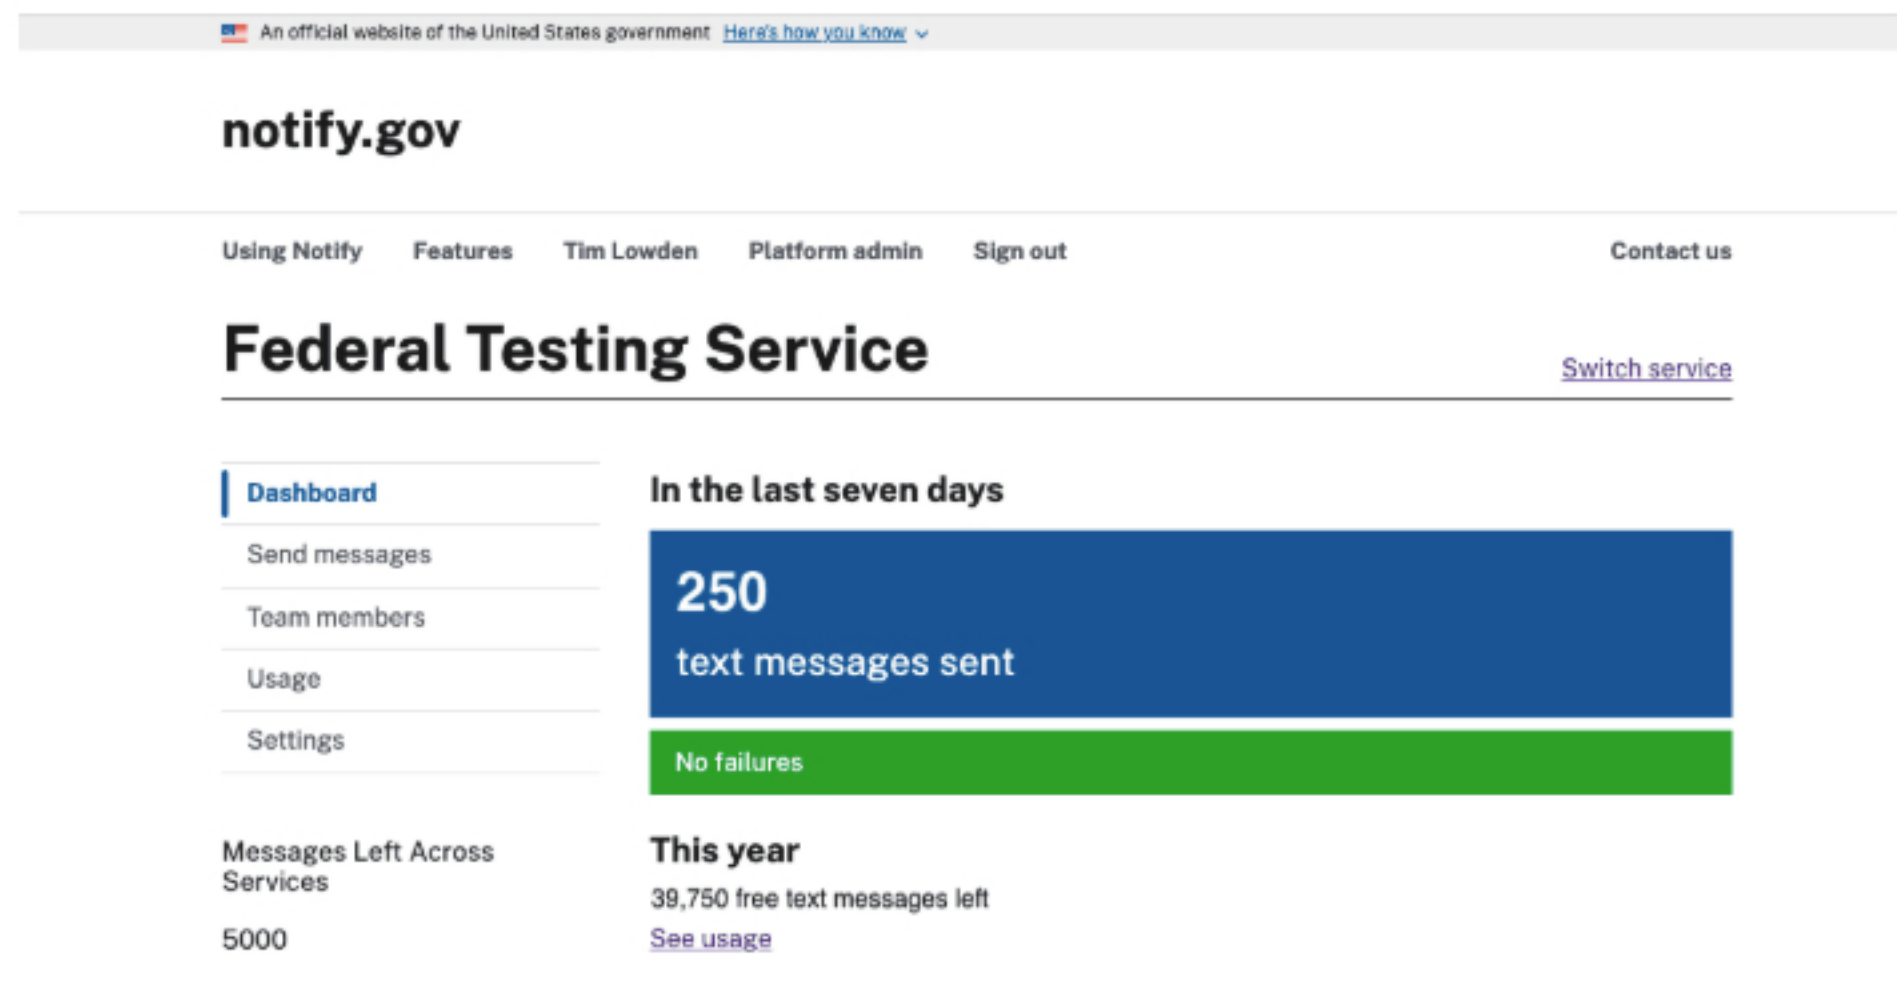 An official website of the United States government Here's how you know
notify.gov
Using Notify Features Tim Lowden Platform admin Sign out Contact us
Federal Testing Service
Switch service
Dashboard
Send messages
Team members
Usage
Settings
Messages Left Across
Services
5000
In the last seven days
250
text messages sent
No failures
This year
39,750 free text messages left
See usage